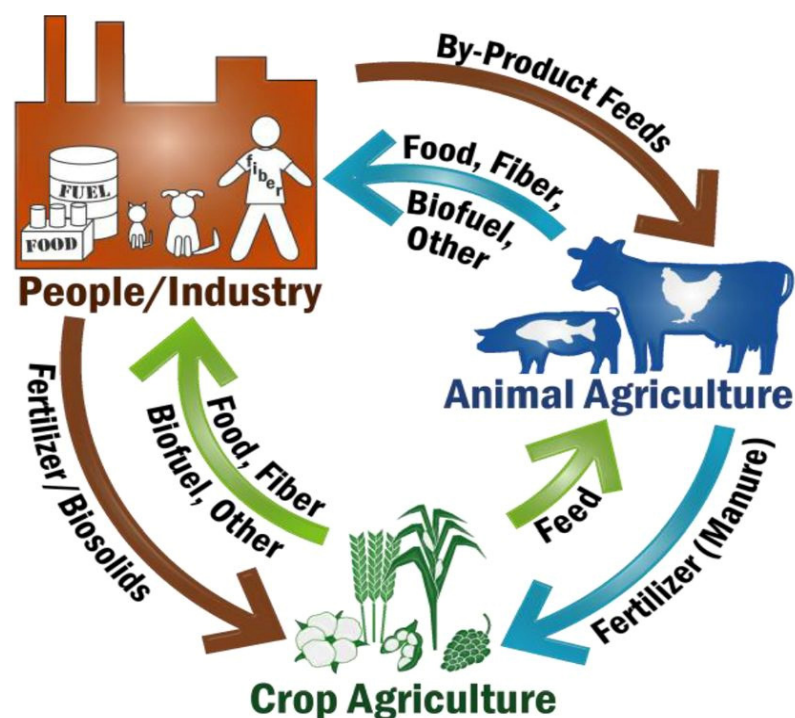 By-Product Feeds
Food, Fiber,
Biofuel,
Other
fiber
FUEL
FOOD
People/Industry
Animal Agriculture
Fertilizer/Biosolids
Food, Fiber
Biofuel, Other
Feed
Fertilizer (Manure)
Crop Agriculture